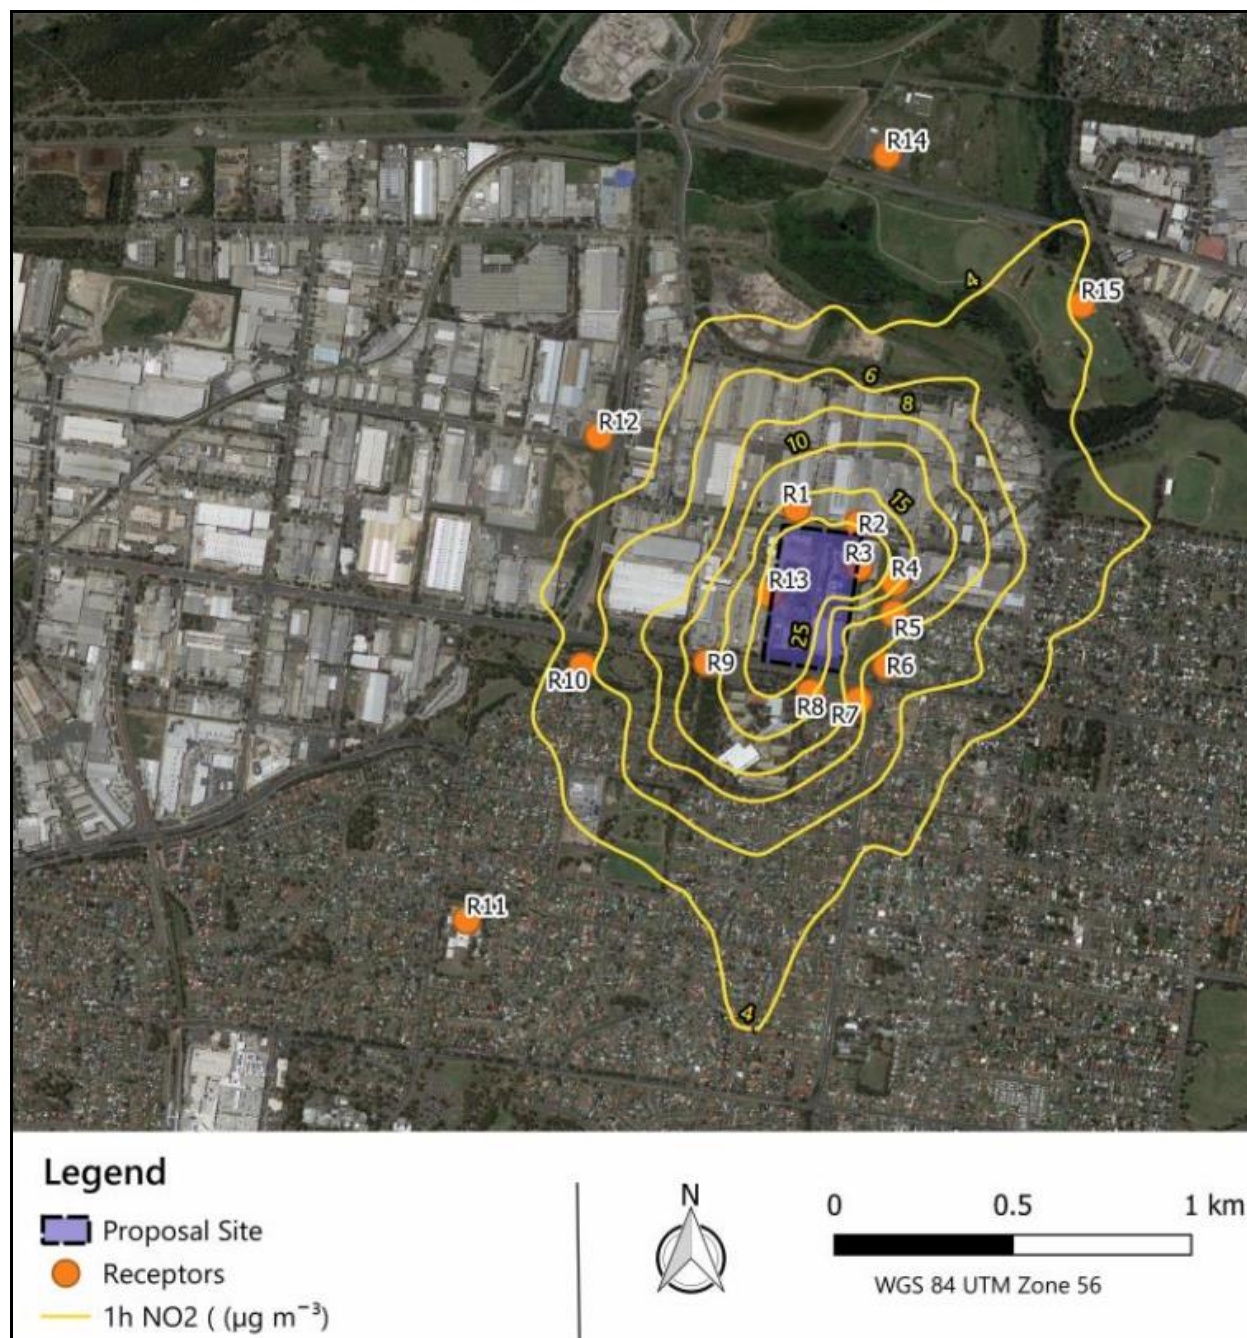 R14
4
R15
6
8
R12
10
R1
15
R2
R3
R4
R13
R5
25
R9
R6
R10
R8
R7
R11
4
Legend
Proposal Site
Receptors
1h NO2 ( (µg m⁻³)
N
0 0.5 1 km
WGS 84 UTM Zone 56